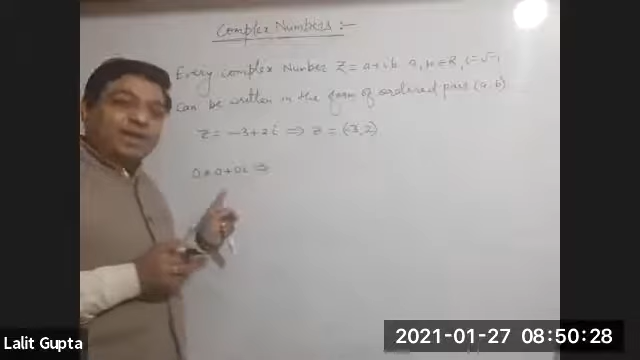 Complex Numbers :-
Every complex Number Z = a+ib a, b ∈ R, i = √-1
can be written in the form of ordered pair (a, b)
Z = -3+2i ⇒ Z = (-3, 2)
0 = 0+0i ⇒
Lalit Gupta
2021-01-27 08:50:28